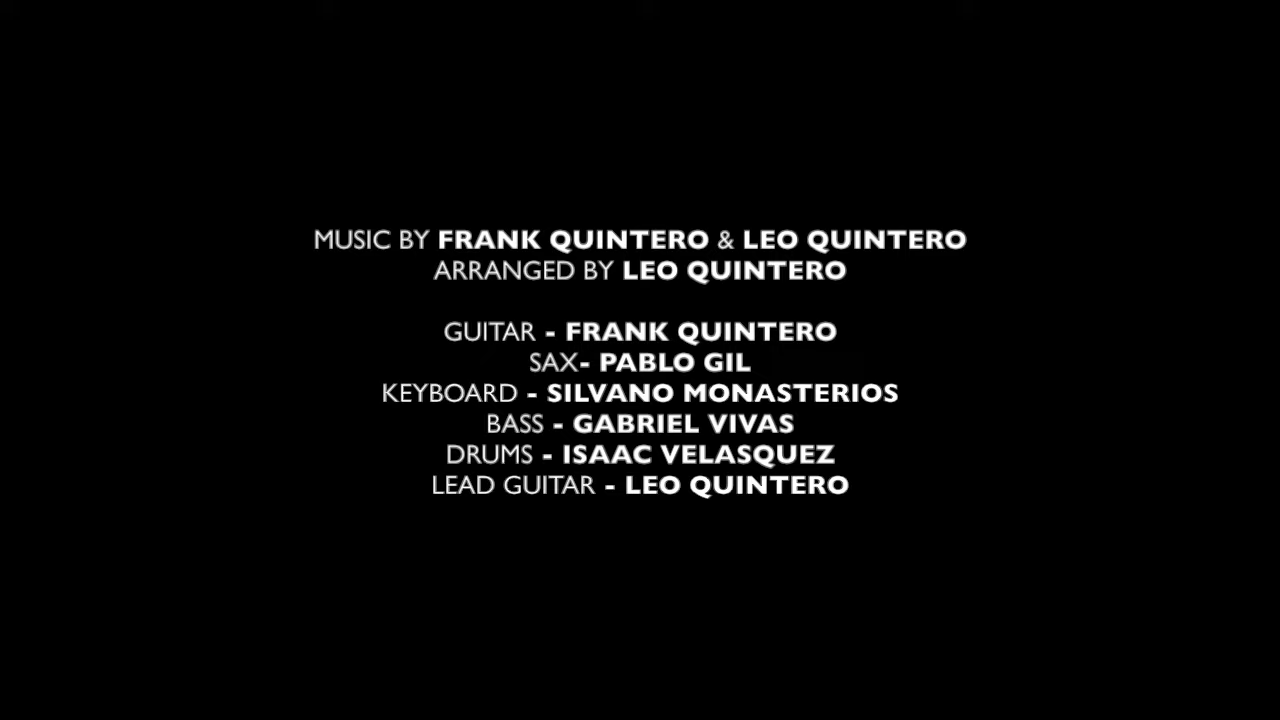 MUSIC BY FRANK QUINTERO & LEO QUINTERO
ARRANGED BY LEO QUINTERO
GUITAR - FRANK QUINTERO
SAX- PABLO GIL
KEYBOARD - SILVANO MONASTERIOS
BASS - GABRIEL VIVAS
DRUMS - ISAAC VELASQUEZ
LEAD GUITAR - LEO QUINTERO